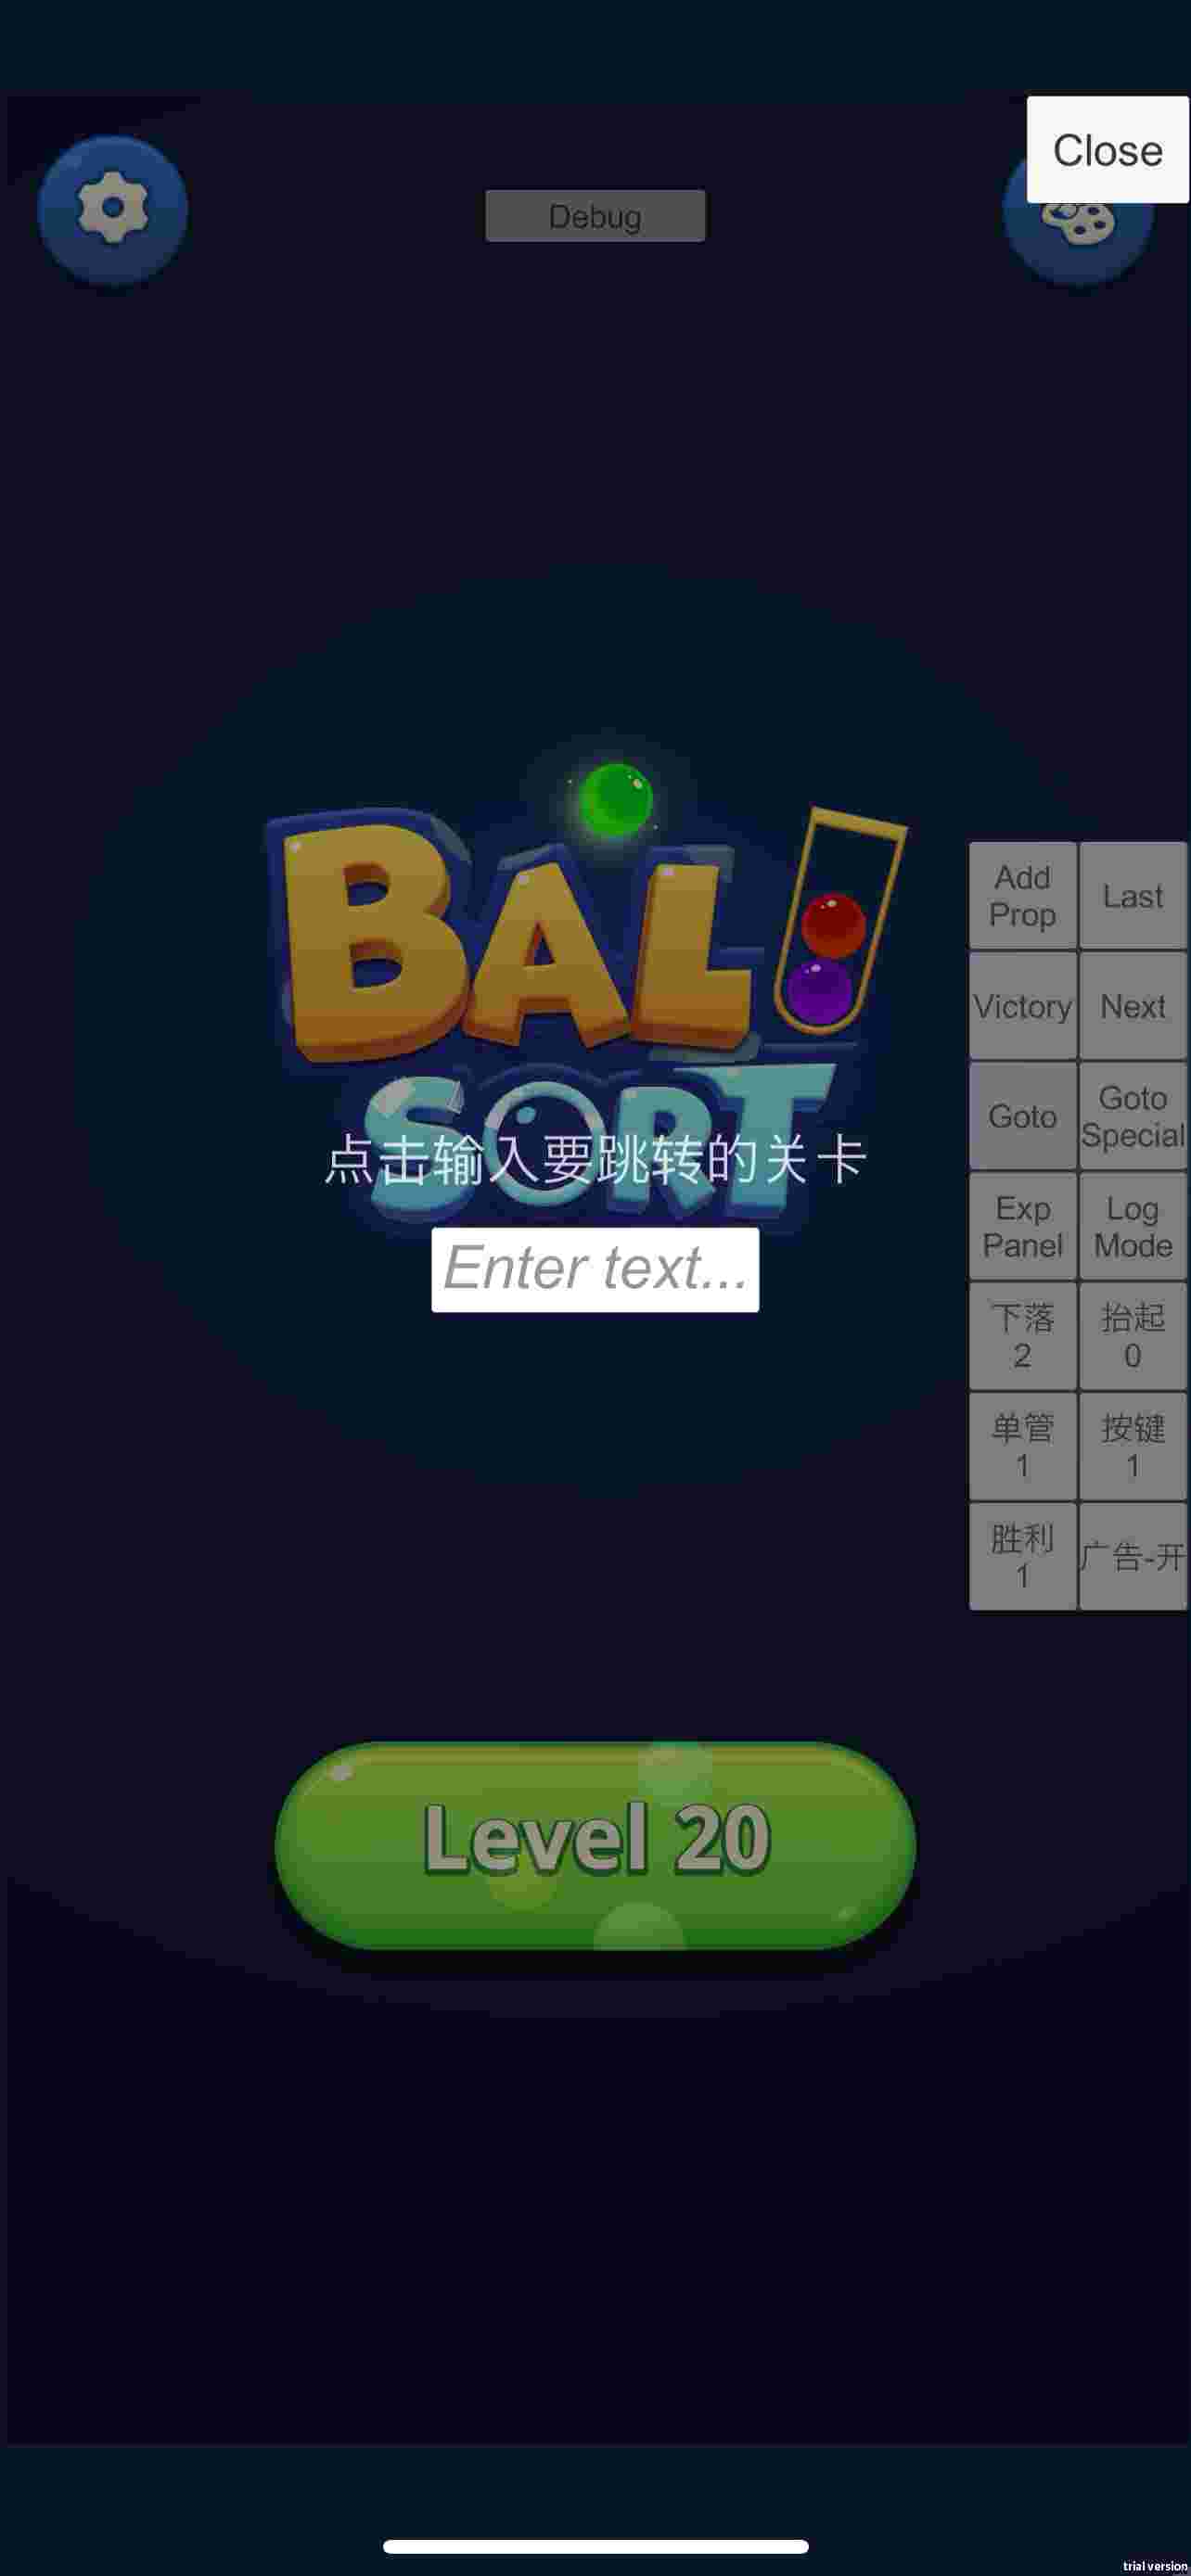 Close
Debug
BALL
SORT
点击输入要跳转的关卡
Enter text...
Add
Prop
Last
Victory
Next
Goto
Goto
Special
Exp
Panel
Log
Mode
下落
2
抬起
0
单管
1
按键
1
胜利
1
广告-开
Level 20
trial version